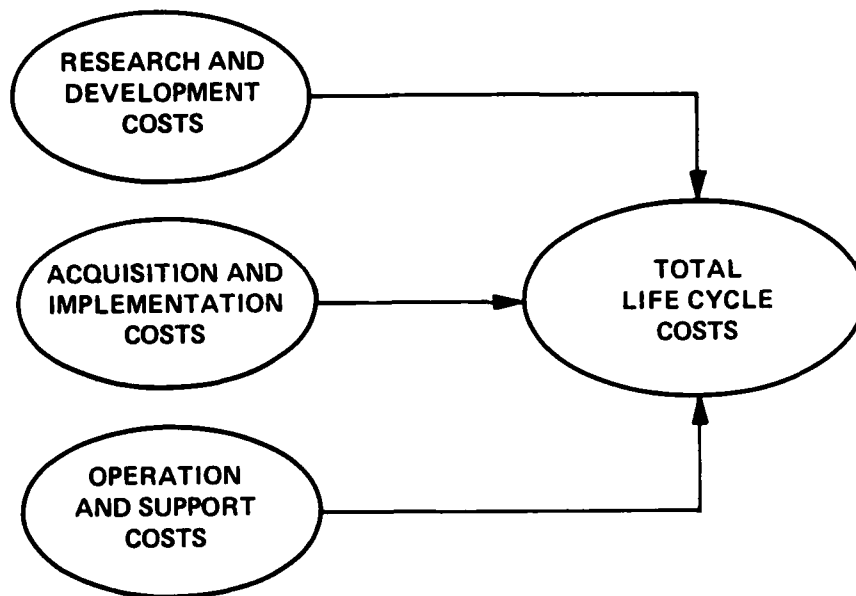 RESEARCH AND
DEVELOPMENT
COSTS
ACQUISITION AND
IMPLEMENTATION
COSTS
TOTAL
LIFE CYCLE
COSTS
OPERATION
AND SUPPORT
COSTS